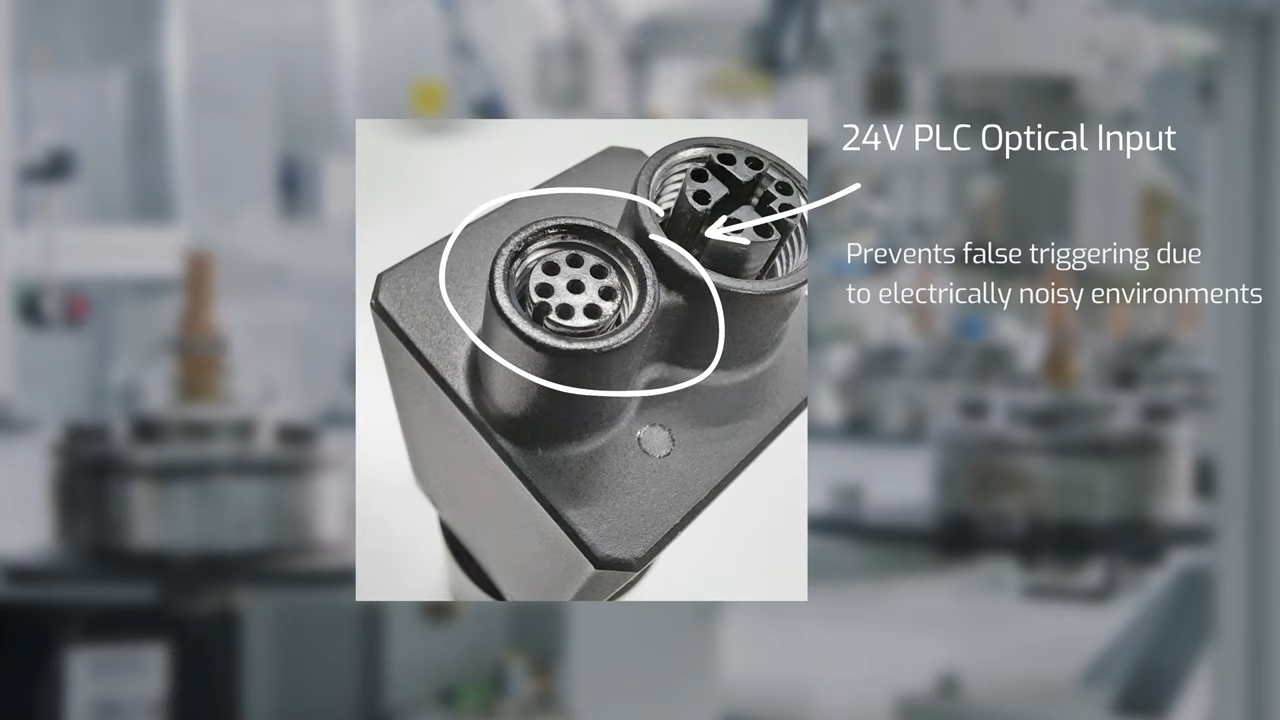 24V PLC Optical Input
Prevents false triggering due
to electrically noisy environments